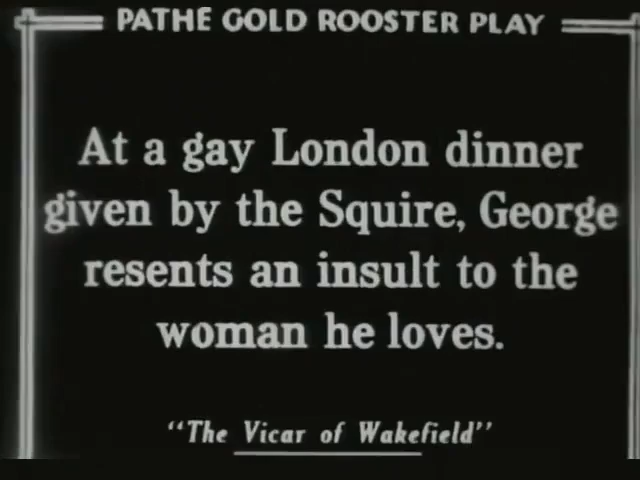 PATHÉ GOLD ROOSTER PLAY
At a gay London dinner
given by the Squire, George
resents an insult to the
woman he loves.
"The Vicar of Wakefield"